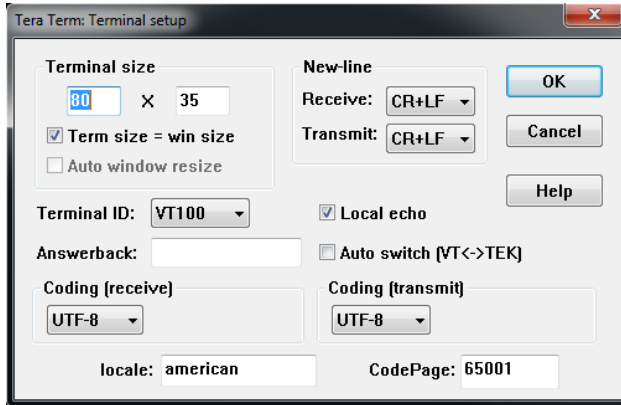 Tera Term: Terminal setup
Terminal size
80 X 35
Term size = win size
Auto window resize
New-line
Receive: CR+LF
Transmit: CR+LF
OK
Cancel
Help
Terminal ID: VT100
Local echo
Answerback:
Auto switch (VT<->TEK)
Coding (receive)
UTF-8
Coding (transmit)
UTF-8
locale: american
CodePage: 65001